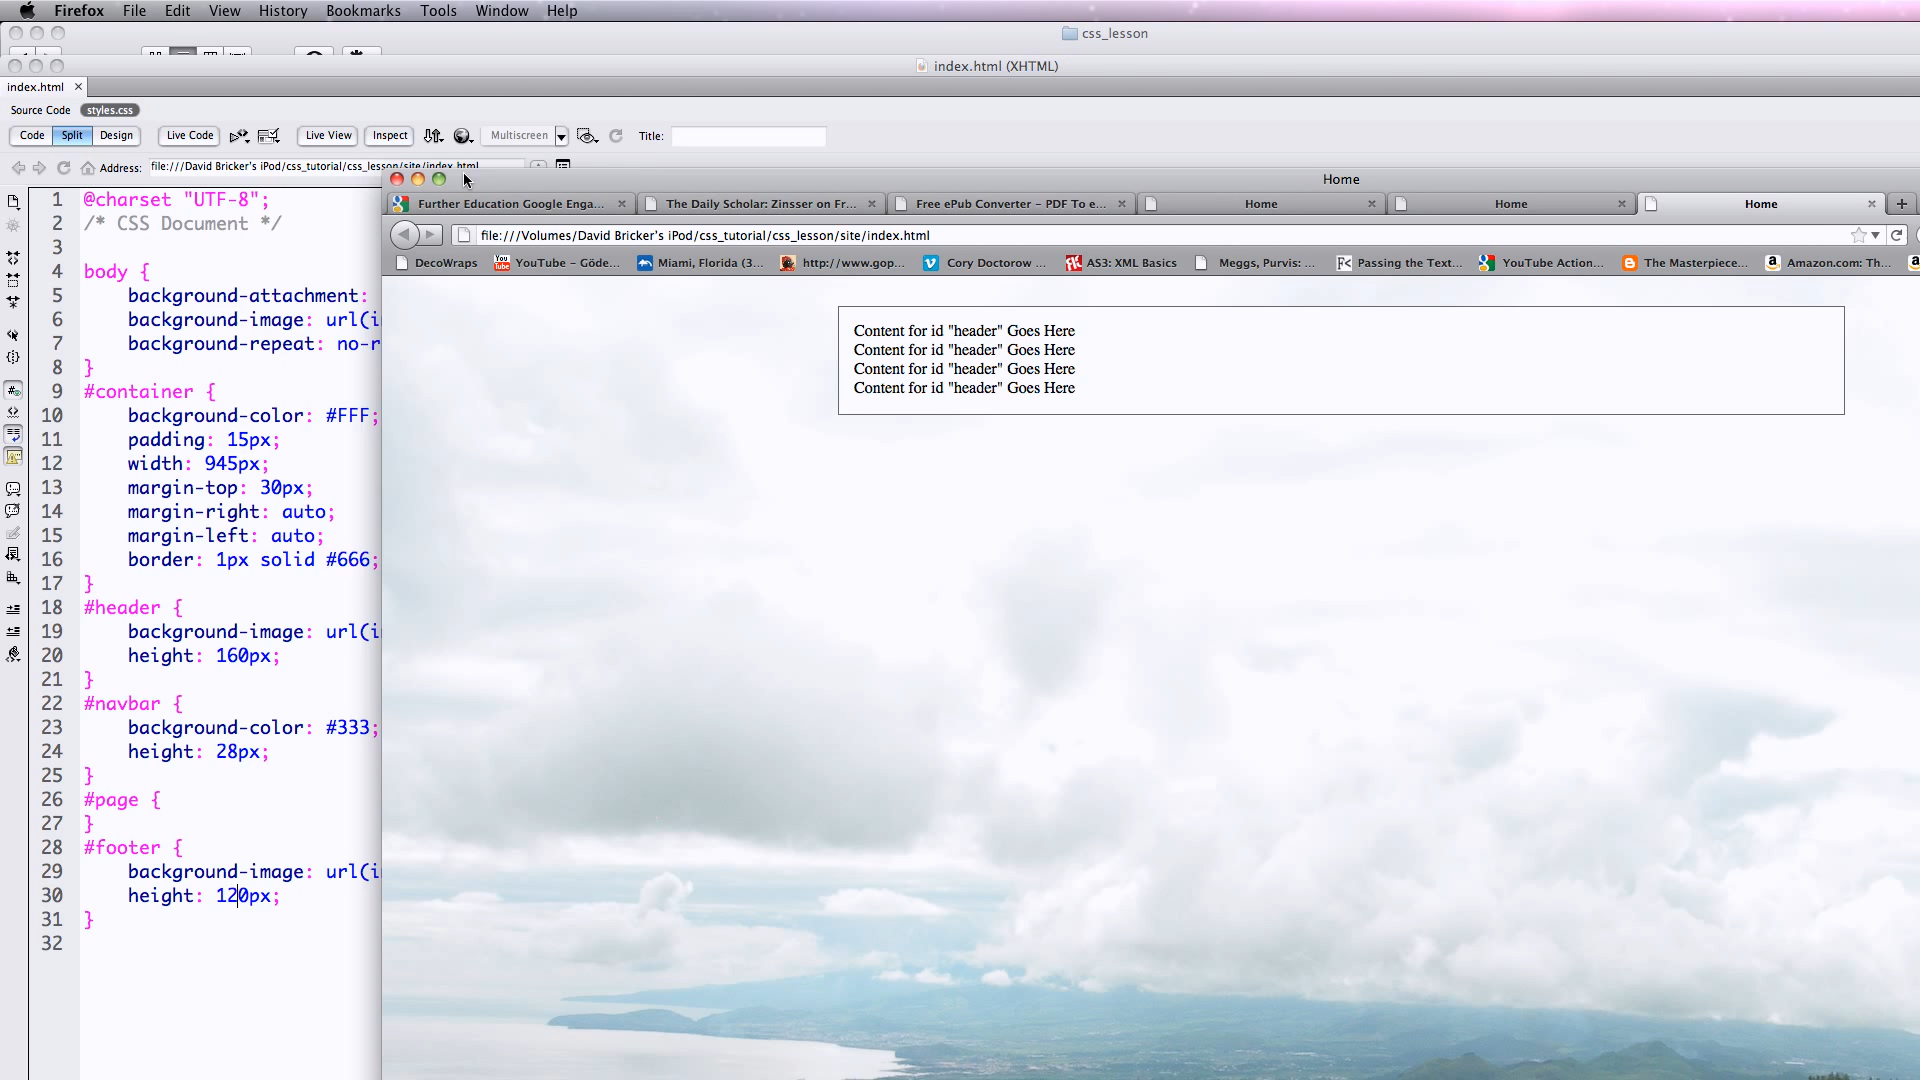 Firefox File Edit View History Bookmarks Tools Window Help
css_lesson
index.html (XHTML)
index.html
Source Code styles.css
Code Split Design Live Code Live View Inspect Multiscreen Title:
Address: file:///David Bricker's iPod/css_tutorial/css_lesson/site/index.html
Home
Further Education Google Enga... The Daily Scholar: Zinsser on Fr... Free ePub Converter – PDF To e... Home Home Home
file:///Volumes/David Bricker's iPod/css_tutorial/css_lesson/site/index.html
DecoWraps YouTube – Göde... Miami, Florida (3... http://www.gop... Cory Doctorow ... AS3: XML Basics Meggs, Purvis: ... Passing the Text... YouTube Action... The Masterpiece... Amazon.com: Th...
Content for id "header" Goes Here
Content for id "header" Goes Here
Content for id "header" Goes Here
Content for id "header" Goes Here
1 @charset "UTF-8";
2 /* CSS Document */
3
4 body {
5 background-attachment:
6 background-image: url(i
7 background-repeat: no-r
8 }
9 #container {
10 background-color: #FFF;
11 padding: 15px;
12 width: 945px;
13 margin-top: 30px;
14 margin-right: auto;
15 margin-left: auto;
16 border: 1px solid #666;
17 }
18 #header {
19 background-image: url(i
20 height: 160px;
21 }
22 #navbar {
23 background-color: #333;
24 height: 28px;
25 }
26 #page {
27 }
28 #footer {
29 background-image: url(i
30 height: 120px;
31 }
32